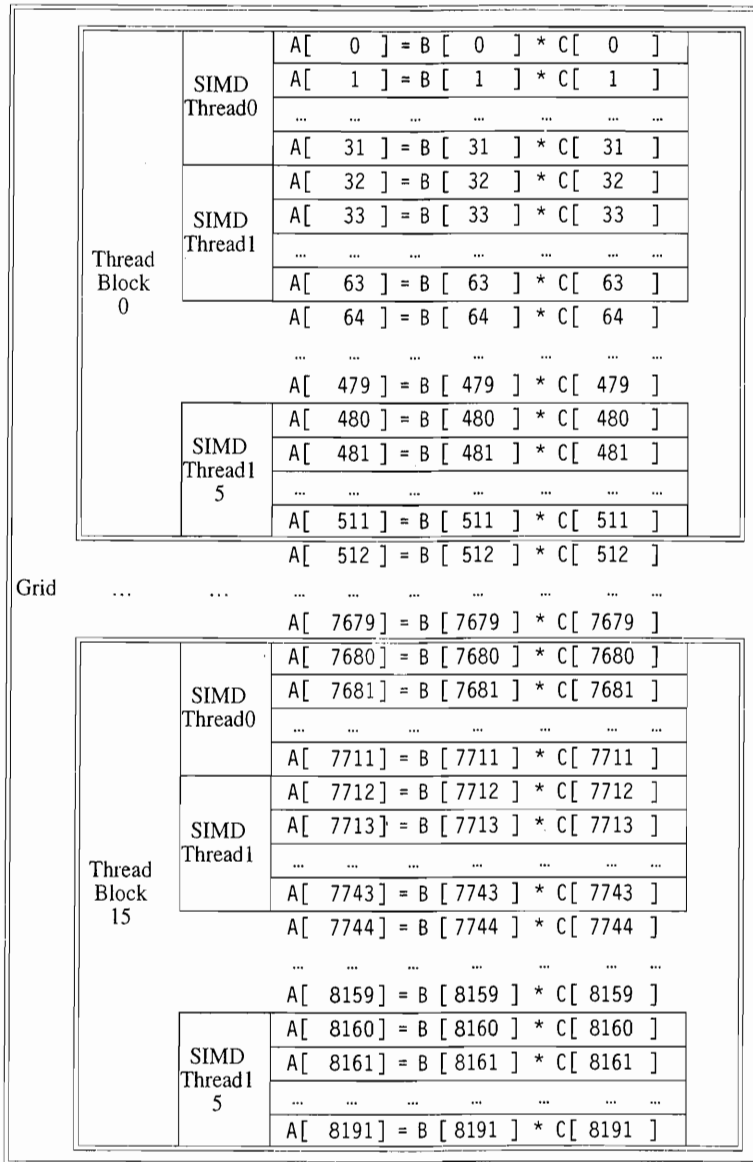 A[ 0 ] = B [ 0 ] * C[ 0 ]
SIMD Thread0 A[ 1 ] = B [ 1 ] * C[ 1 ]
... ... ... ... ... ...
A[ 31 ] = B [ 31 ] * C[ 31 ]
A[ 32 ] = B [ 32 ] * C[ 32 ]
SIMD Thread1 A[ 33 ] = B [ 33 ] * C[ 33 ]
... ... ... ... ... ...
Thread Block 0 A[ 63 ] = B [ 63 ] * C[ 63 ]
A[ 64 ] = B [ 64 ] * C[ 64 ]
... ... ... ... ... ...
A[ 479 ] = B [ 479 ] * C[ 479 ]
A[ 480 ] = B [ 480 ] * C[ 480 ]
SIMD Thread1 5 A[ 481 ] = B [ 481 ] * C[ 481 ]
... ... ... ... ... ...
A[ 511 ] = B [ 511 ] * C[ 511 ]
A[ 512 ] = B [ 512 ] * C[ 512 ]
Grid ... ... ... ... ... ... ... ...
A[ 7679] = B [ 7679 ] * C[ 7679 ]
A[ 7680] = B [ 7680 ] * C[ 7680 ]
SIMD Thread0 A[ 7681] = B [ 7681 ] * C[ 7681 ]
... ... ... ... ... ...
A[ 7711] = B [ 7711 ] * C[ 7711 ]
A[ 7712] = B [ 7712 ] * C[ 7712 ]
SIMD Thread1 A[ 7713] = B [ 7713 ] * C[ 7713 ]
... ... ... ... ... ...
Thread Block 15 A[ 7743] = B [ 7743 ] * C[ 7743 ]
A[ 7744] = B [ 7744 ] * C[ 7744 ]
... ... ... ... ... ...
A[ 8159] = B [ 8159 ] * C[ 8159 ]
A[ 8160] = B [ 8160 ] * C[ 8160 ]
SIMD Thread1 5 A[ 8161] = B [ 8161 ] * C[ 8161 ]
... ... ... ... ... ...
A[ 8191] = B [ 8191 ] * C[ 8191 ]